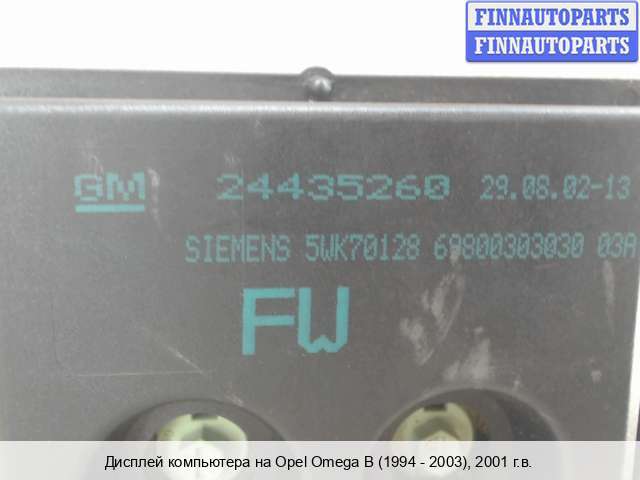 FINNAUTOPARTS
FINNAUTOPARTS
GM 24435260 29.08.02-13
SIEMENS 5WK70128 69800303030 03A
FW
Дисплей компьютера на Opel Omega B (1994 - 2003), 2001 г.в.